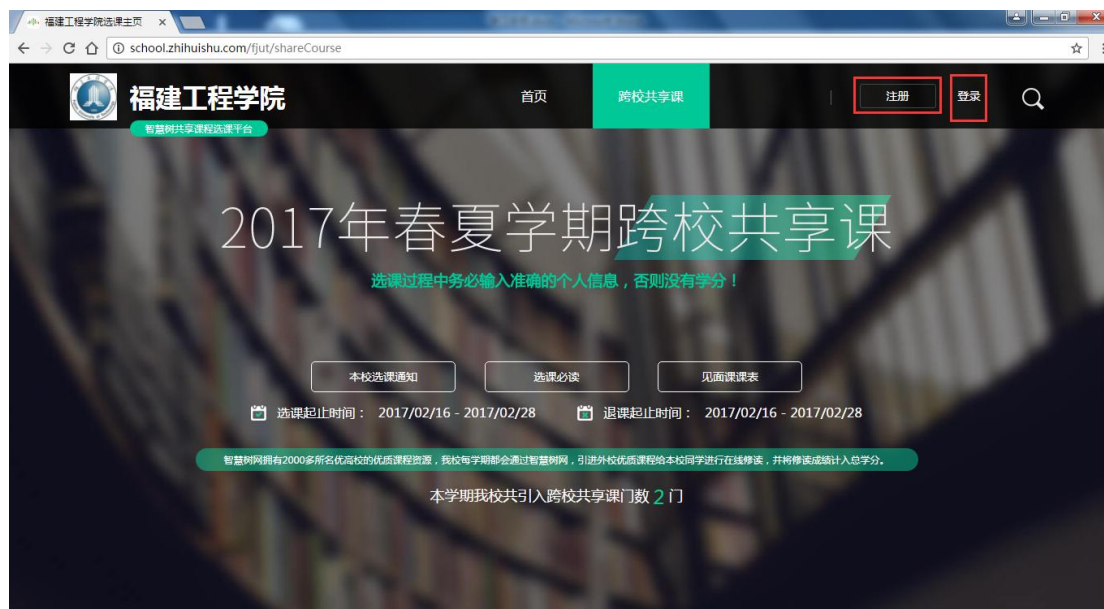 福建工程学院选课主页
school.zhihuishu.com/fjut/shareCourse
福建工程学院 首页 跨校共享课 注册 登录
智慧树共享课程选课平台
2017年春夏学期跨校共享课
选课过程中务必输入准确的个人信息，否则没有学分！
本校选课通知 选课必读 见面课课表
选课起止时间： 2017/02/16 - 2017/02/28 退课起止时间： 2017/02/16 - 2017/02/28
智慧树网拥有2000多所名优高校的优质课程资源，我校每学期都会通过智慧树网，引进外校优质课程给本校同学进行在线修读，并将修读成绩计入总学分。
本学期我校共引入跨校共享课门数 2 门